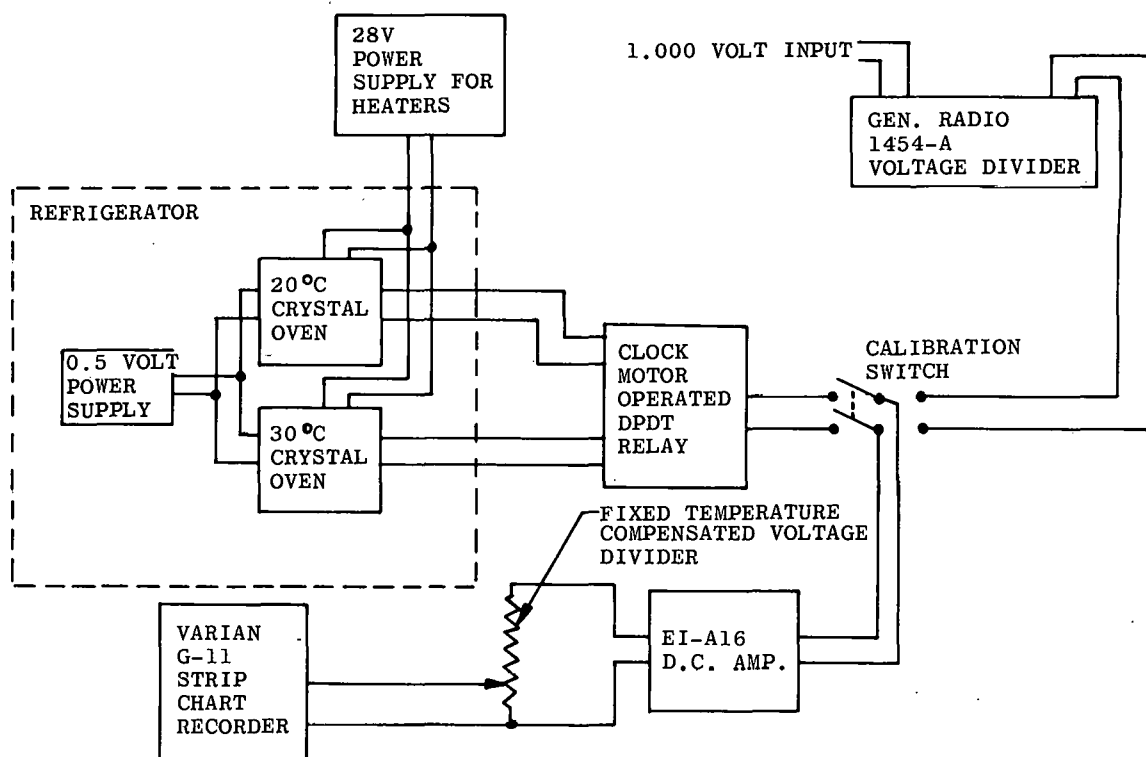 28V
POWER
SUPPLY FOR
HEATERS
1.000 VOLT INPUT
GEN. RADIO
1454-A
VOLTAGE DIVIDER
REFRIGERATOR
20°C
CRYSTAL
OVEN
0.5 VOLT
POWER
SUPPLY
30°C
CRYSTAL
OVEN
CLOCK
MOTOR
OPERATED
DPDT
RELAY
CALIBRATION
SWITCH
FIXED TEMPERATURE
COMPENSATED VOLTAGE
DIVIDER
VARIAN
G-11
STRIP
CHART
RECORDER
EI-A16
D.C. AMP.